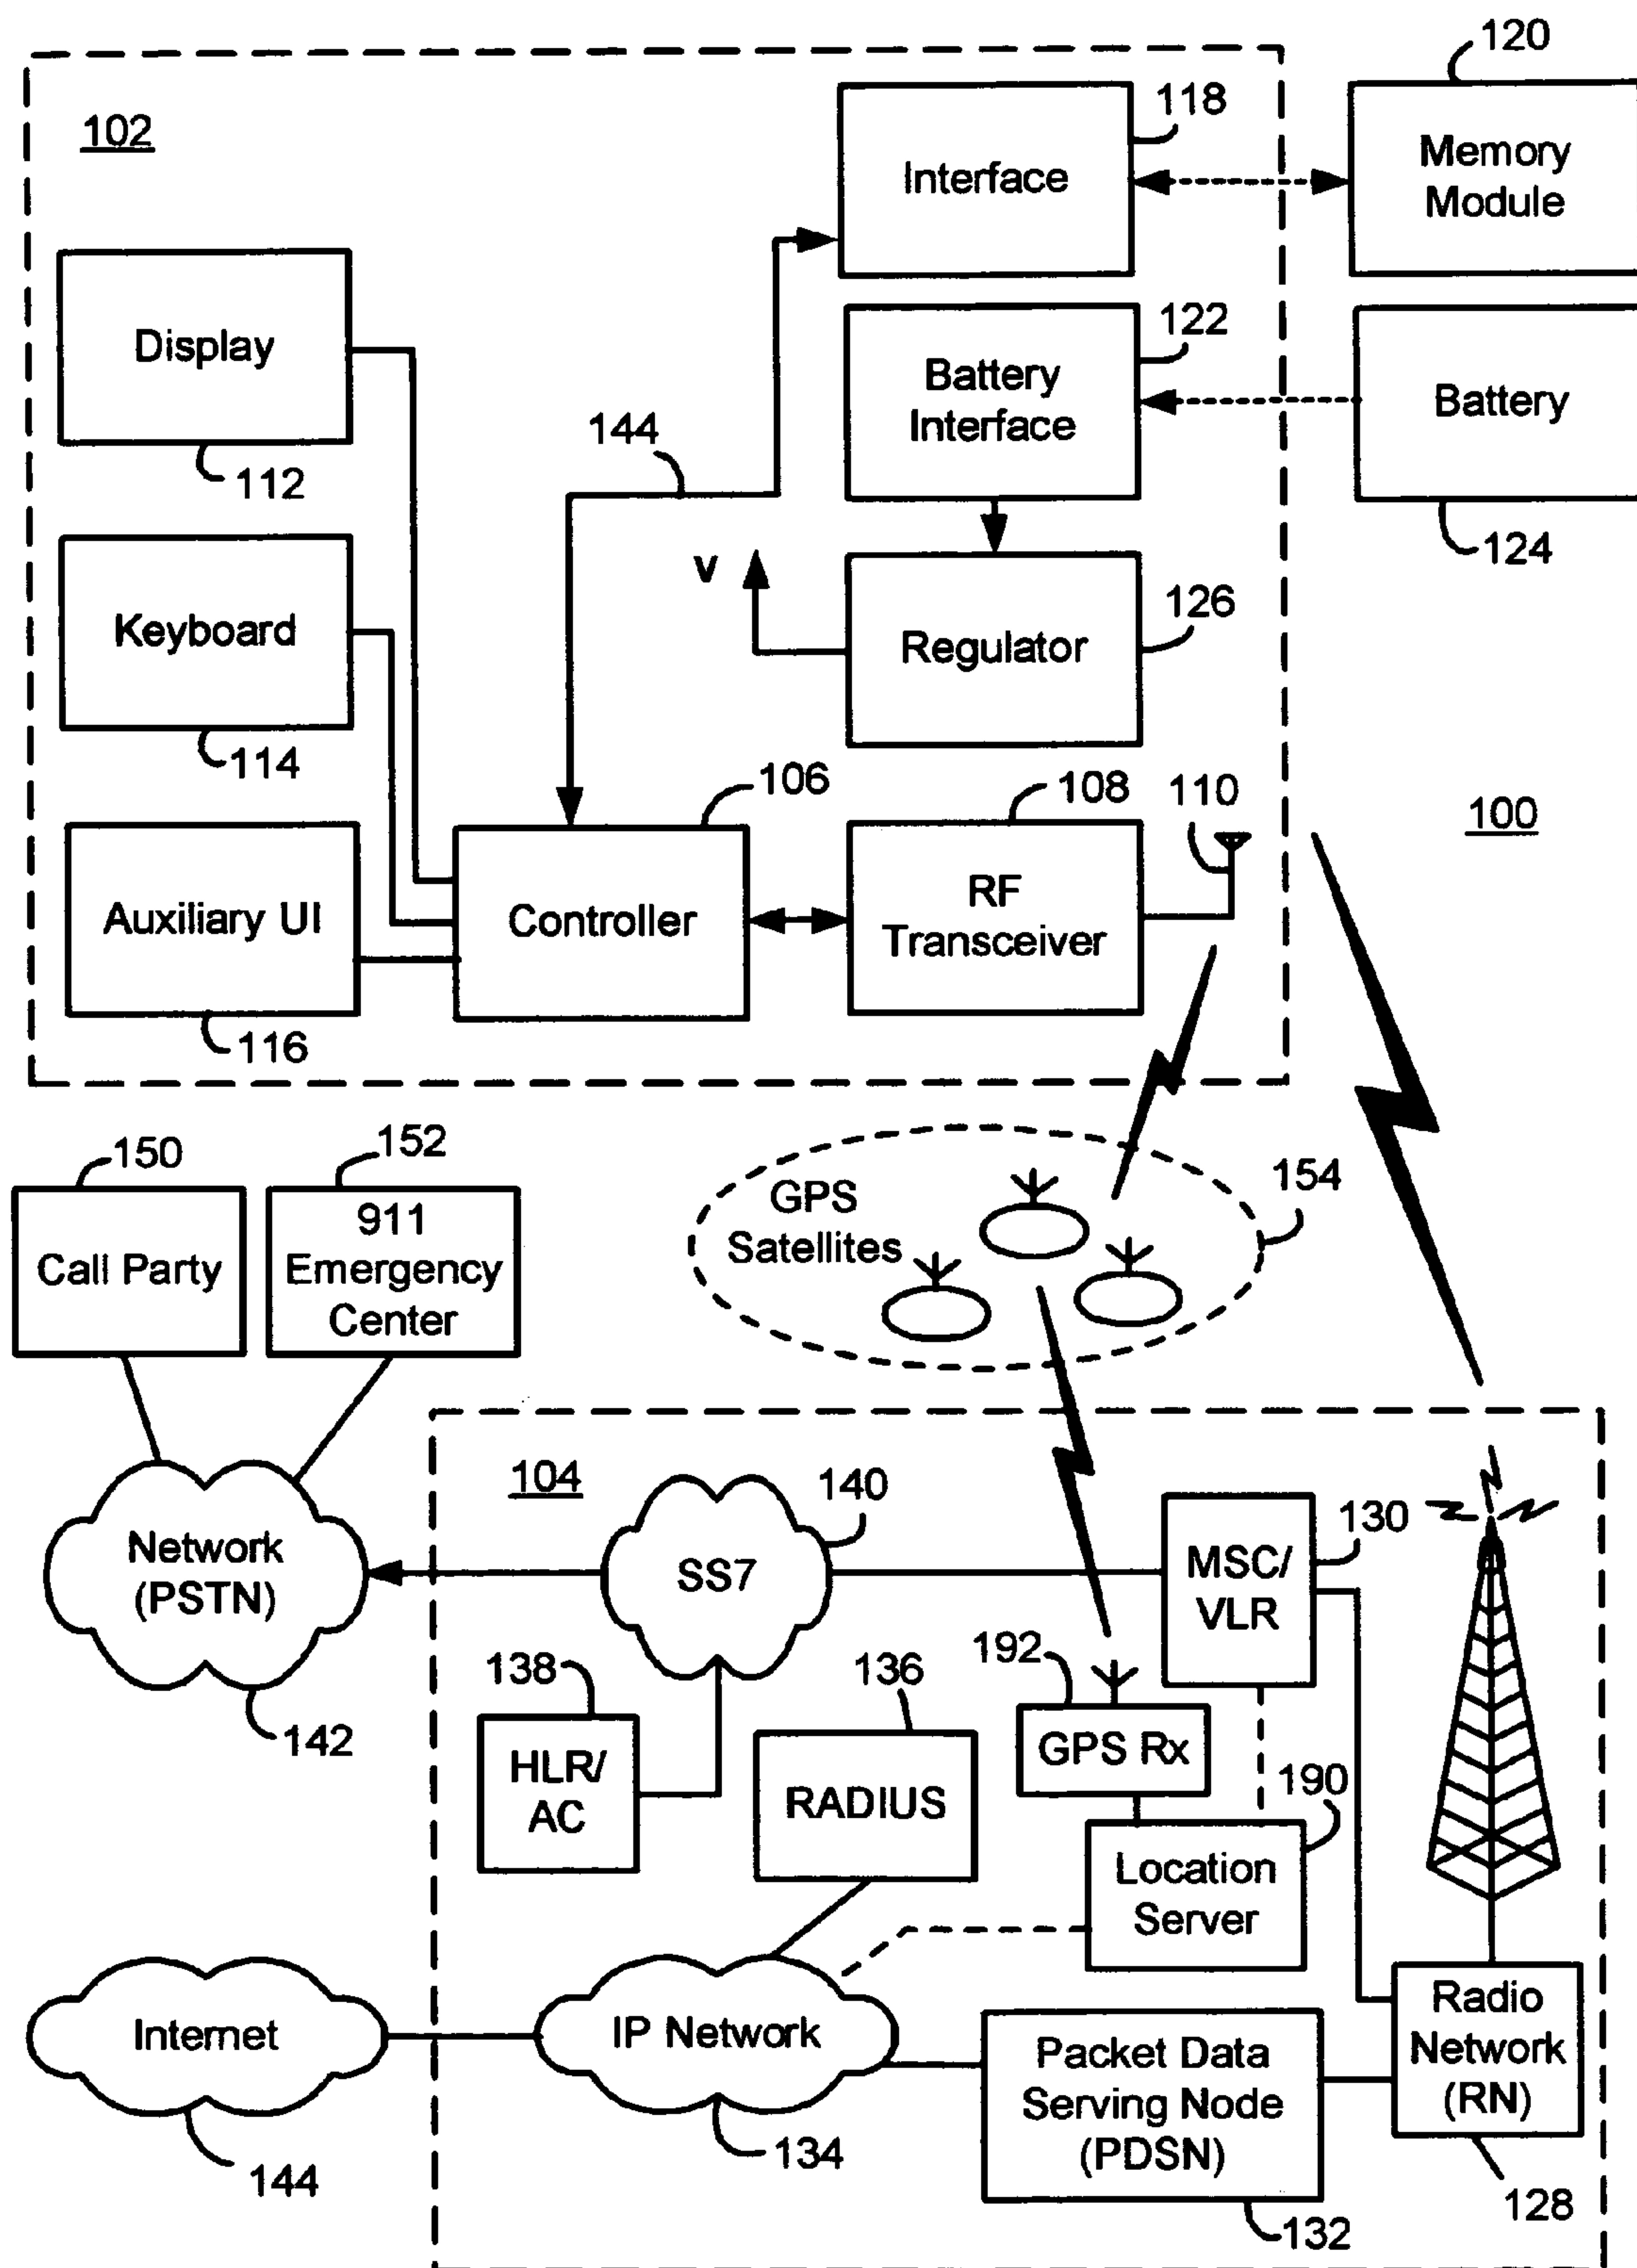 120
118
102
Interface
Memory
Module
Display
122
Battery
Interface
Battery
144
112
124
V
126
Keyboard
Regulator
114
106
108
110
100
Auxiliary UI
Controller
RF
Transceiver
116
150
152
154
Call Party
911
Emergency
Center
GPS
Satellites
104
140
130
Network
(PSTN)
SS7
MSC/
VLR
138
136
192
142
HLR/
AC
RADIUS
GPS Rx
190
Location
Server
Internet
IP Network
Packet Data
Serving Node
(PDSN)
Radio
Network
(RN)
144
134
132
128